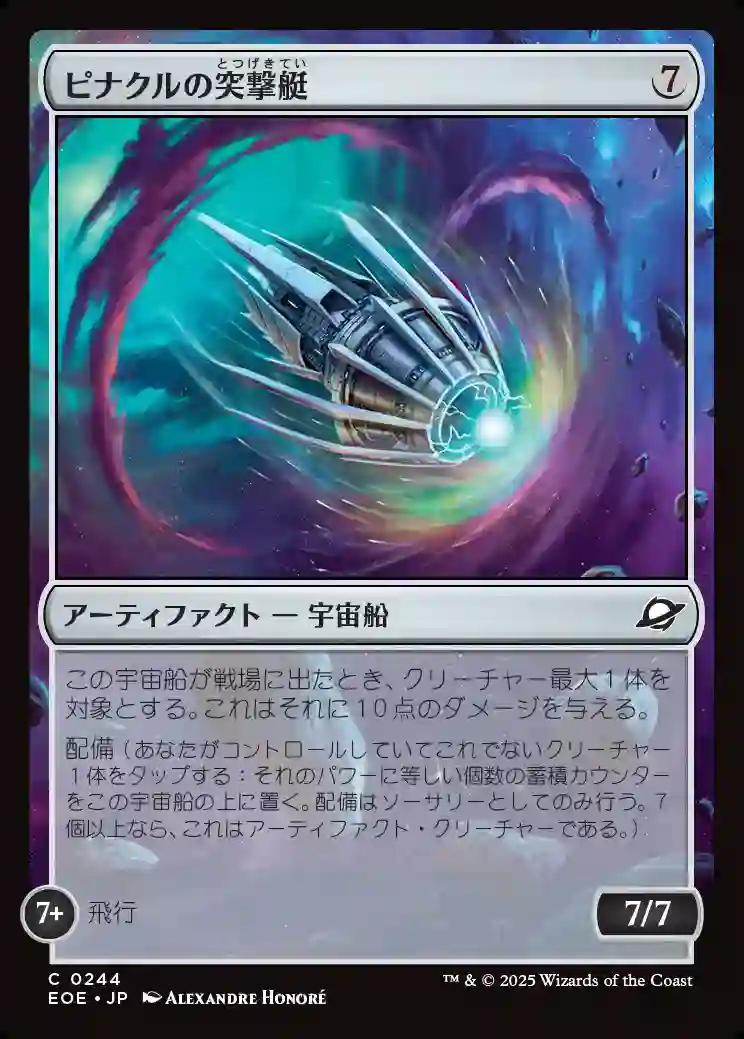 とつげきてい
ピナクルの突撃艇
7
アーティファクト — 宇宙船
この宇宙船が戦場に出たとき、クリーチャー最大1体を
対象とする。これはそれに10点のダメージを与える。
配備（あなたがコントロールしていてこれでないクリーチャー
1体をタップする：それのパワーに等しい個数の蓄積カウンター
をこの宇宙船の上に置く。配備はソーサリーとしてのみ行う。7
個以上なら、これはアーティファクト・クリーチャーである。）
7+ 飛行
7/7
C 0244
EOE • JP ALEXANDRE HONORÉ
™ & © 2025 Wizards of the Coast